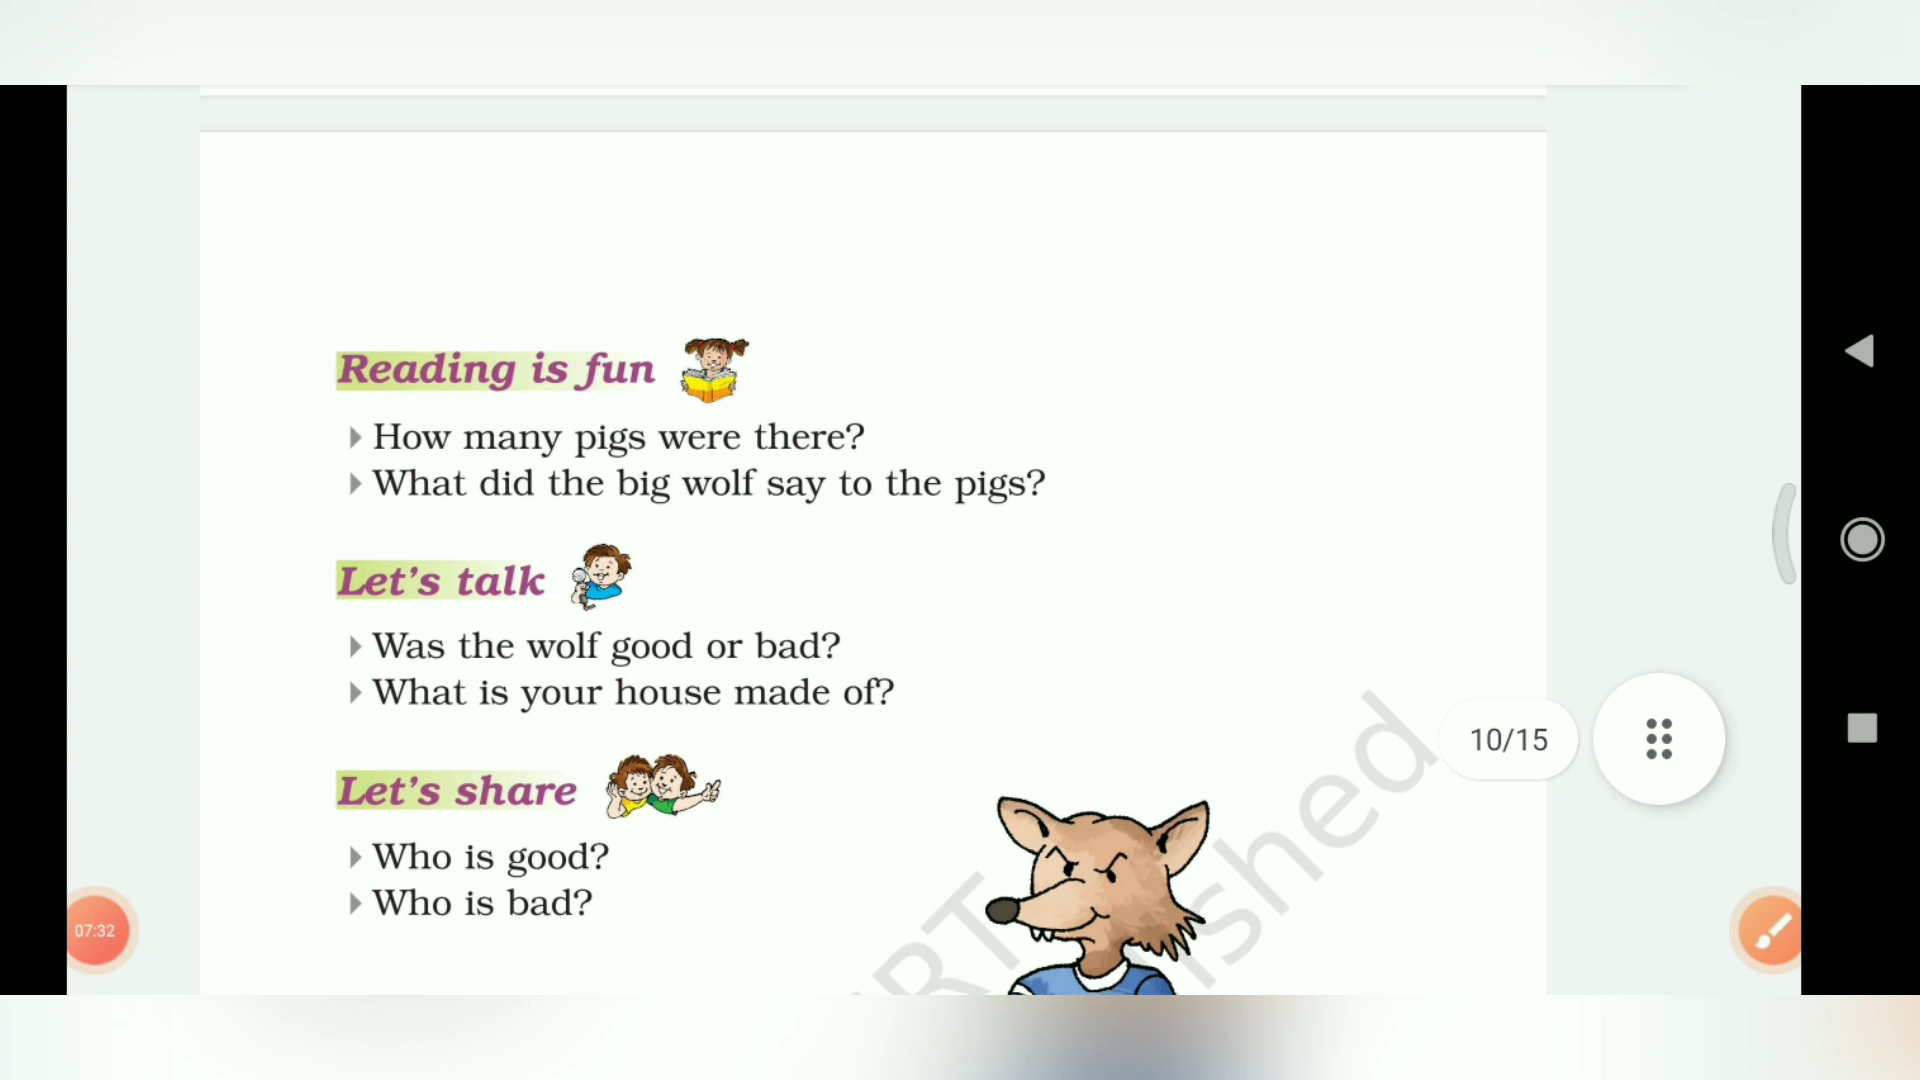 Reading is fun
How many pigs were there?
What did the big wolf say to the pigs?
Let's talk
Was the wolf good or bad?
What is your house made of?
Let's share
Who is good?
Who is bad?
10/15
07:32